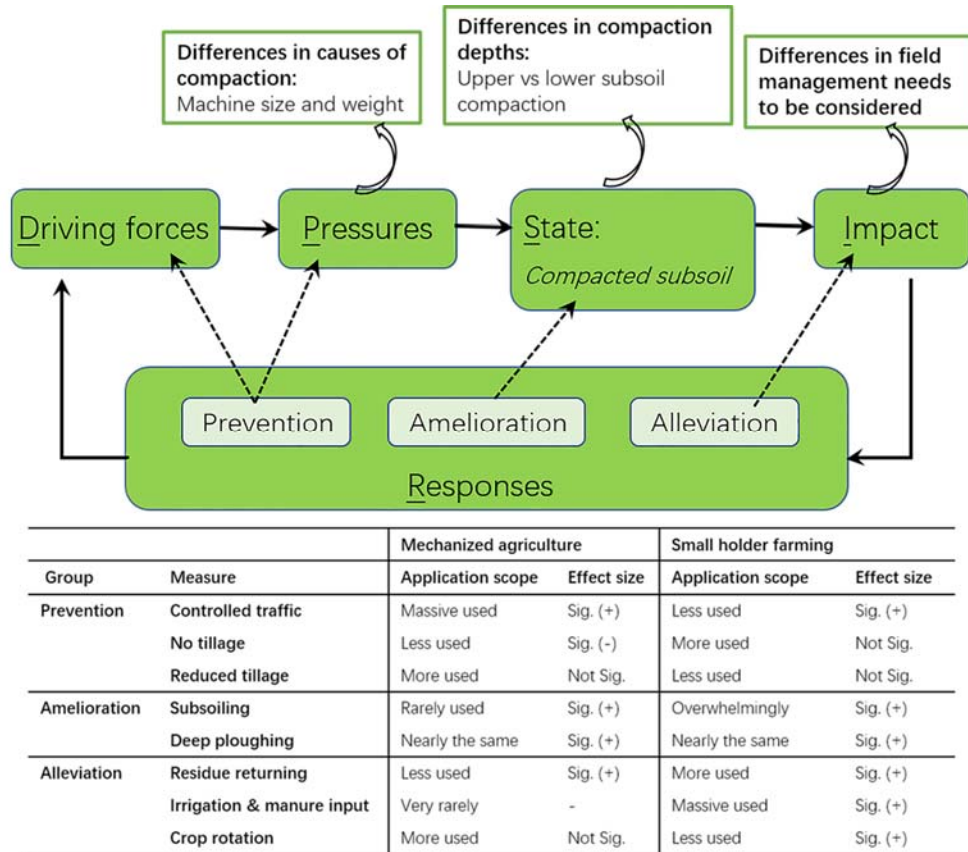 Differences in causes of
compaction:
Machine size and weight
Differences in compaction
depths:
Upper vs lower subsoil
compaction
Differences in field
management needs
to be considered
Driving forces
Pressures
State:
Compacted subsoil
Impact
Prevention
Amelioration
Alleviation
Responses
Mechanized agriculture Small holder farming
Group Measure Application scope Effect size Application scope Effect size
Prevention Controlled traffic Massive used Sig. (+) Less used Sig. (+)
No tillage Less used Sig. (-) More used Not Sig.
Reduced tillage More used Not Sig. Less used Not Sig.
Amelioration Subsoiling Rarely used Sig. (+) Overwhelmingly Sig. (+)
Deep ploughing Nearly the same Sig. (+) Nearly the same Sig. (+)
Alleviation Residue returning Less used Sig. (+) More used Sig. (+)
Irrigation & manure input Very rarely - Massive used Sig. (+)
Crop rotation More used Not Sig. Less used Sig. (+)